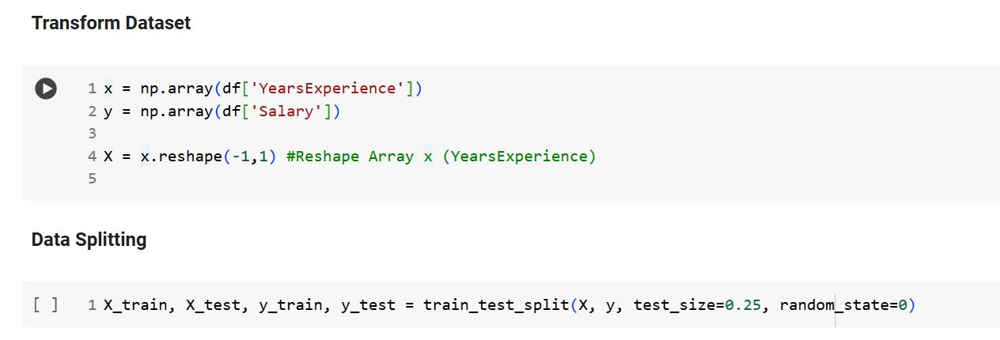 Transform Dataset
1 x = np.array(df['YearsExperience'])
2 y = np.array(df['Salary'])
3
4 X = x.reshape(-1,1) #Reshape Array x (YearsExperience)
5
Data Splitting
[ ] 1 X_train, X_test, y_train, y_test = train_test_split(X, y, test_size=0.25, random_state=0)